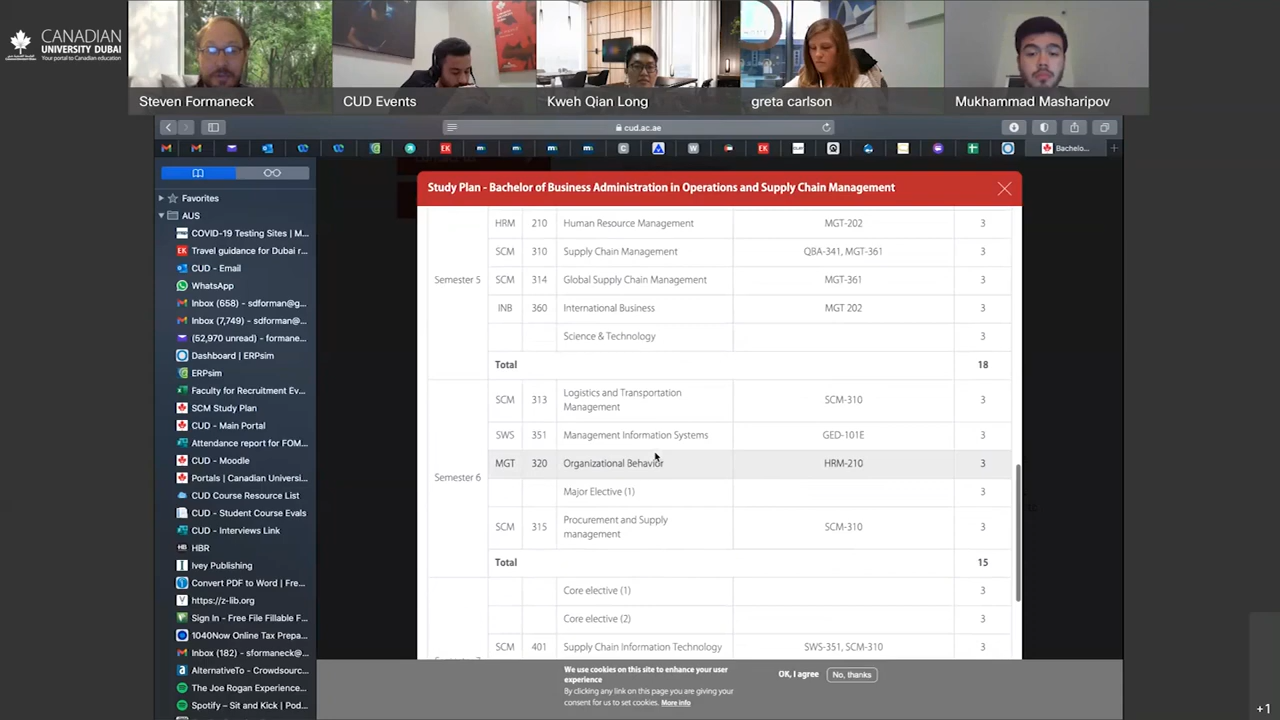 CANADIAN
UNIVERSITY DUBAI
Your portal to Canadian education
Steven Formaneck
CUD Events
Kweh Qian Long
greta carlson
Mukhammad Masharipov
cud.ac.ae
Bachelo...
Favorites
AUS
COVID-19 Testing Sites | M...
Travel guidance for Dubai r...
CUD - Email
WhatsApp
Inbox (658) - sdforman@g...
Inbox (7,749) - sdforman@...
(52,970 unread) - formane...
Dashboard | ERPsim
ERPsim
Faculty for Recruitment Ev...
SCM Study Plan
CUD - Main Portal
Attendance report for FOM...
CUD - Moodle
Portals | Canadian Universi...
CUD Course Resource List
CUD - Student Course Evals
CUD - Interviews Link
HBR
Ivey Publishing
Convert PDF to Word | Fre...
https://z-lib.org
Sign In - Free File Fillable F...
1040Now Online Tax Prepa...
Inbox (182) - sformaneck@...
AlternativeTo - Crowdsourc...
The Joe Rogan Experience...
Spotify – Sit and Kick | Pod...
Study Plan - Bachelor of Business Administration in Operations and Supply Chain Management
HRM 210 Human Resource Management MGT-202 3
SCM 310 Supply Chain Management QBA-341, MGT-361 3
Semester 5 SCM 314 Global Supply Chain Management MGT-361 3
INB 360 International Business MGT 202 3
Science & Technology 3
Total 18
SCM 313 Logistics and Transportation Management SCM-310 3
SWS 351 Management Information Systems GED-101E 3
MGT 320 Organizational Behavior HRM-210 3
Semester 6
Major Elective (1) 3
SCM 315 Procurement and Supply management SCM-310 3
Total 15
Core elective (1) 3
Core elective (2) 3
SCM 401 Supply Chain Information Technology SWS-351, SCM-310 3
We use cookies on this site to enhance your user
experience
By clicking any link on this page you are giving your
consent for us to set cookies. More info
OK, I agree
No, thanks
+1